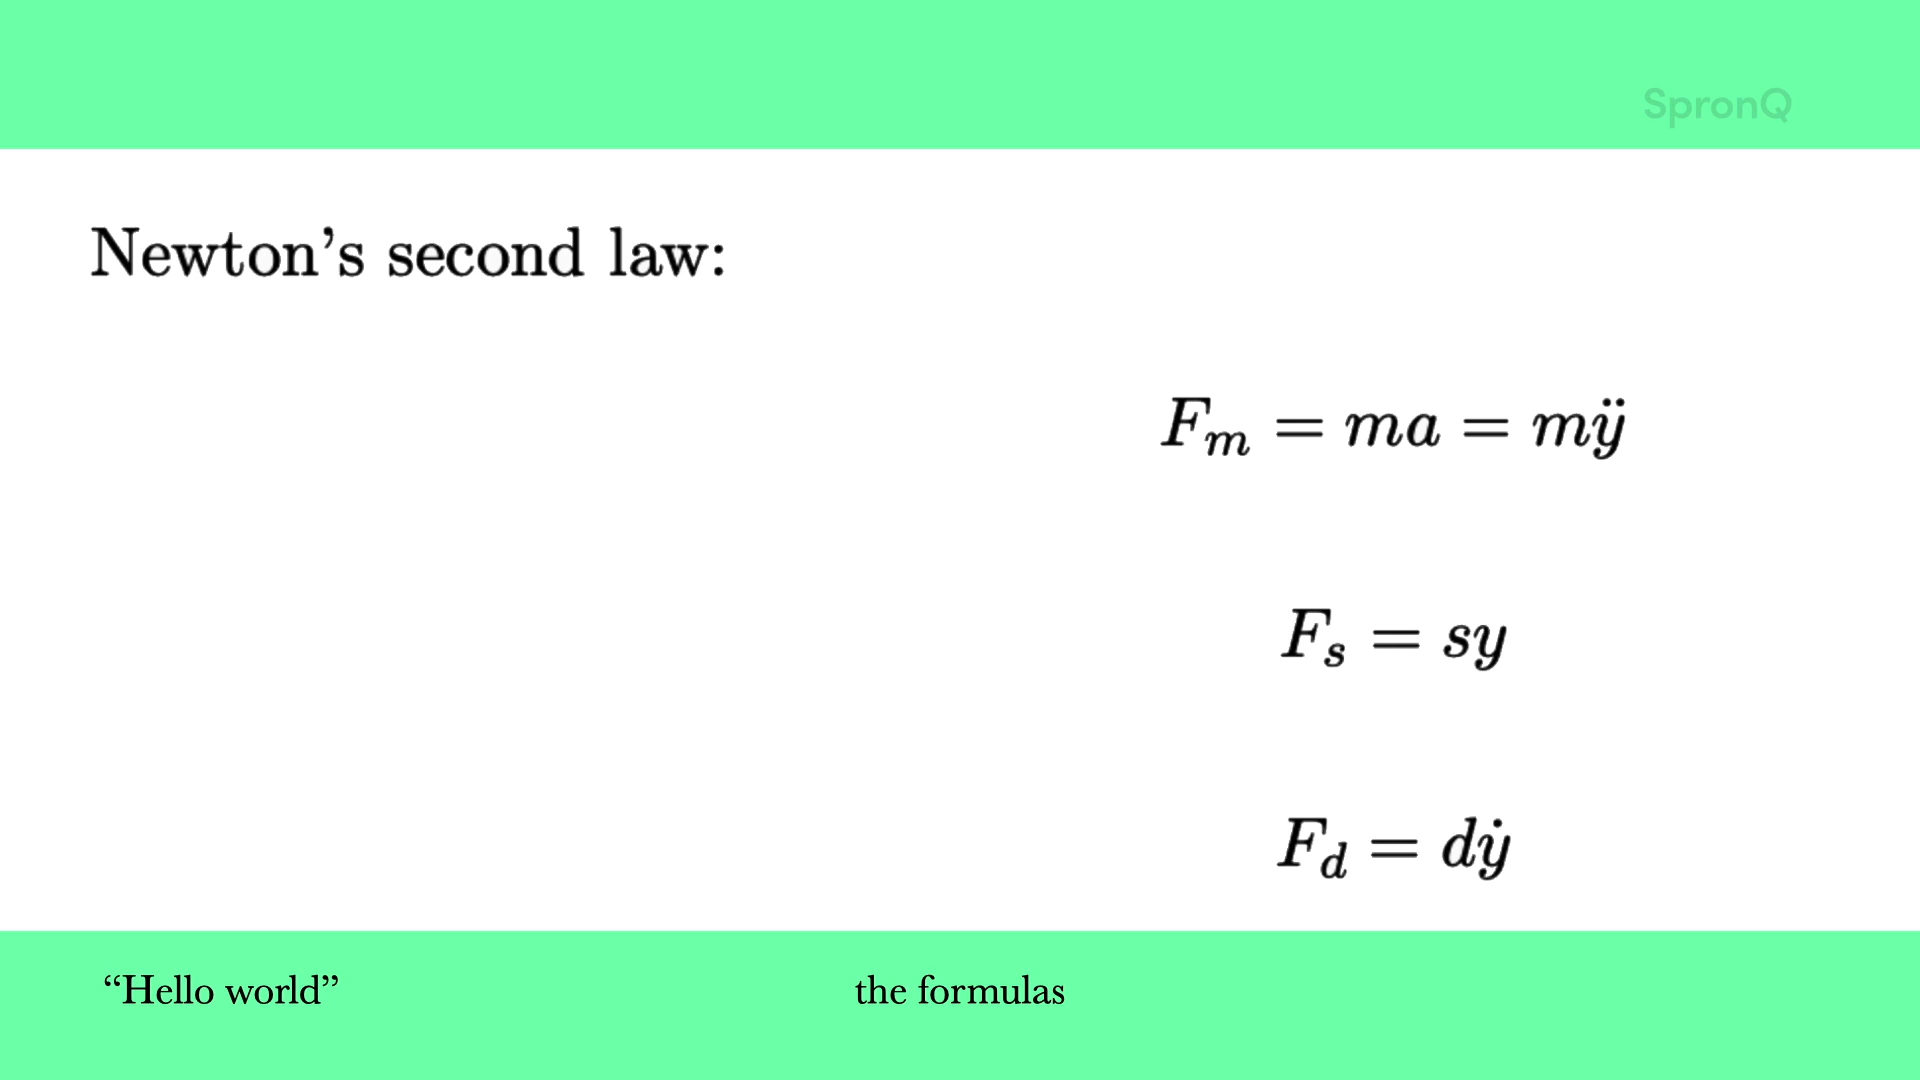 SpronQ
Newton’s second law:
F_m = ma = mÿ
F_s = sy
F_d = dẏ
“Hello world”
the formulas